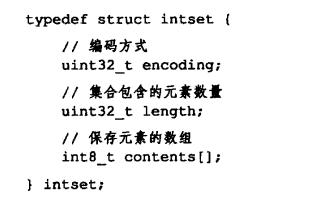 typedef struct intset {
// 编码方式
uint32_t encoding;
// 集合包含的元素数量
uint32_t length;
// 保存元素的数组
int8_t contents[];
} intset;